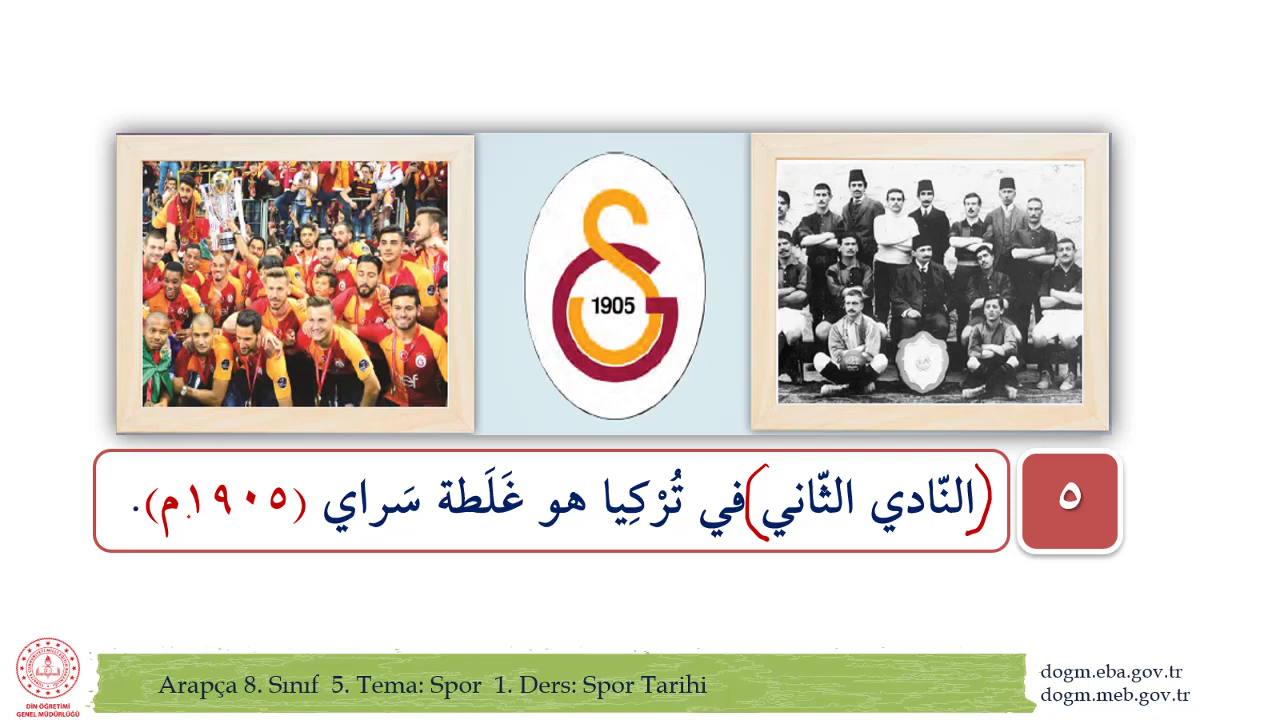 1905
٥
(النّادي الثّاني) في تُرْكِيا هو غَلَطة سَراي (١٩٠٥م).
DİN ÖĞRETİMİ
GENEL MÜDÜRLÜĞÜ
Arapça 8. Sınıf 5. Tema: Spor 1. Ders: Spor Tarihi
dogm.eba.gov.tr
dogm.meb.gov.tr